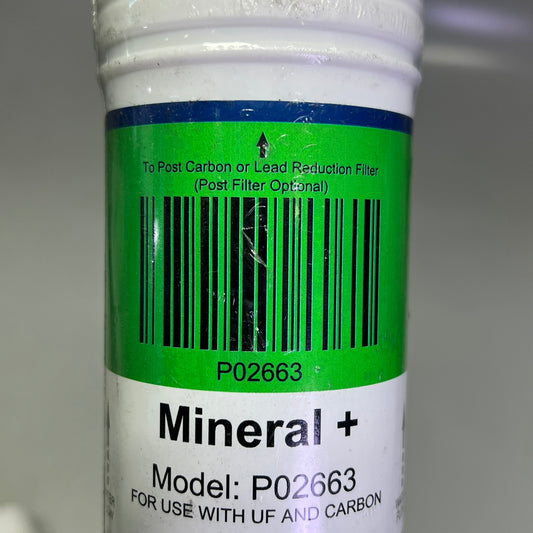 To Post Carbon or Lead Reduction Filter
(Post Filter Optional)
P02663
Mineral +
Model: P02663
FOR USE WITH UF AND CARBON